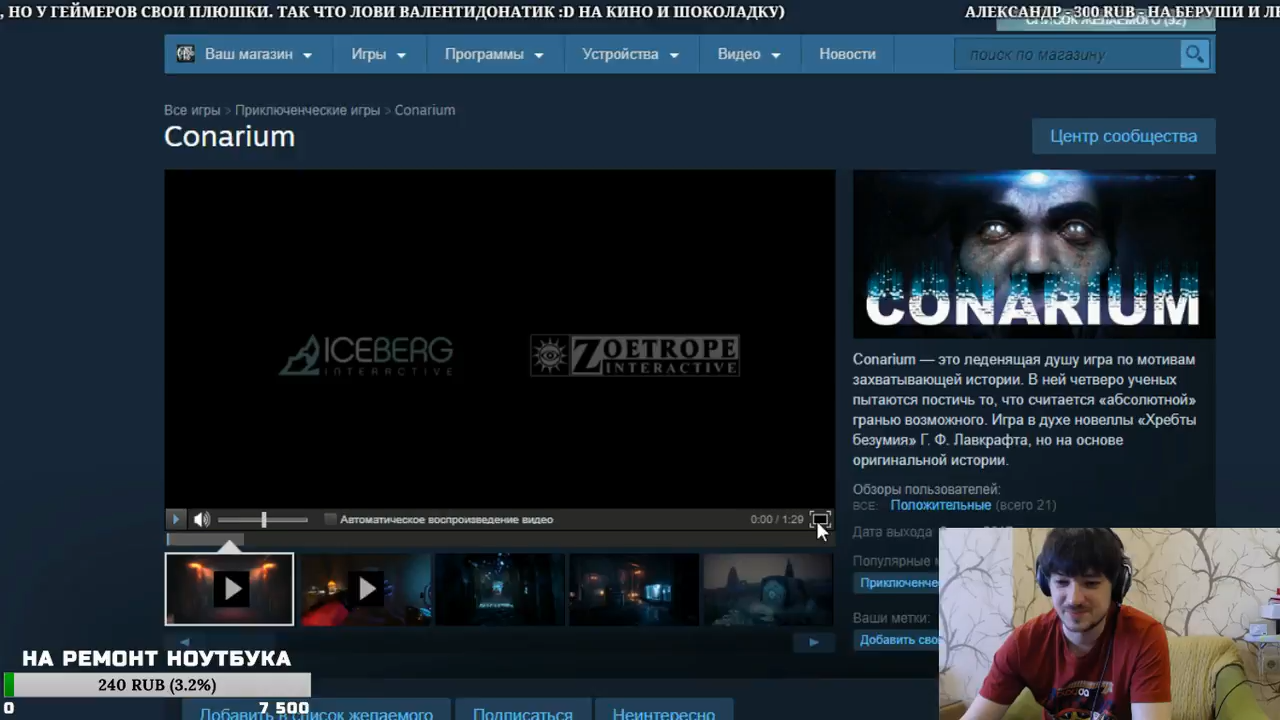 , НО У ГЕЙМЕРОВ СВОИ ПЛЮШКИ. ТАК ЧТО ЛОВИ ВАЛЕНТИДОНАТИК :D НА КИНО И ШОКОЛАДКУ)
АЛЕКСАНДР - 300 RUB - НА БЕРУШИ И
СПИСОК ЖЕЛАЕМОГО (92)
Ваш магазин
Игры
Программы
Устройства
Видео
Новости
поиск по магазину
Все игры > Приключенческие игры > Conarium
Conarium
Центр сообщества
ICEBERG
INTERACTIVE
ZOETROPE
INTERACTIVE
CONARIUM
Conarium — это леденящая душу игра по мотивам
захватывающей истории. В ней четверо ученых
пытаются постичь то, что считается «абсолютной»
гранью возможного. Игра в духе новеллы «Хребты
безумия» Г. Ф. Лавкрафта, но на основе
оригинальной истории.
Обзоры пользователей:
ВСЕ: Положительные (всего 21)
Дата выхода
Популярные
Приключенче
Ваши метки:
Добавить сво
Автоматическое воспроизведение видео
0:00 / 1:29
НА РЕМОНТ НОУТБУКА
240 RUB (3.2%)
0
7 500
Добавить в список желаемого
Подписаться
Неинтересно